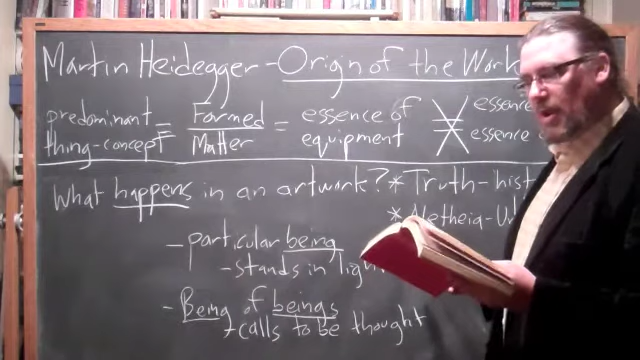 Martin Heidegger - Origin of the Work
predominant thing-concept = Formed Matter = essence of equipment ≠ essence essence
What happens in an artwork? * Truth-hist
* Aletheia-Un
- particular being
- stands in
- Being of beings
→ calls to be thought